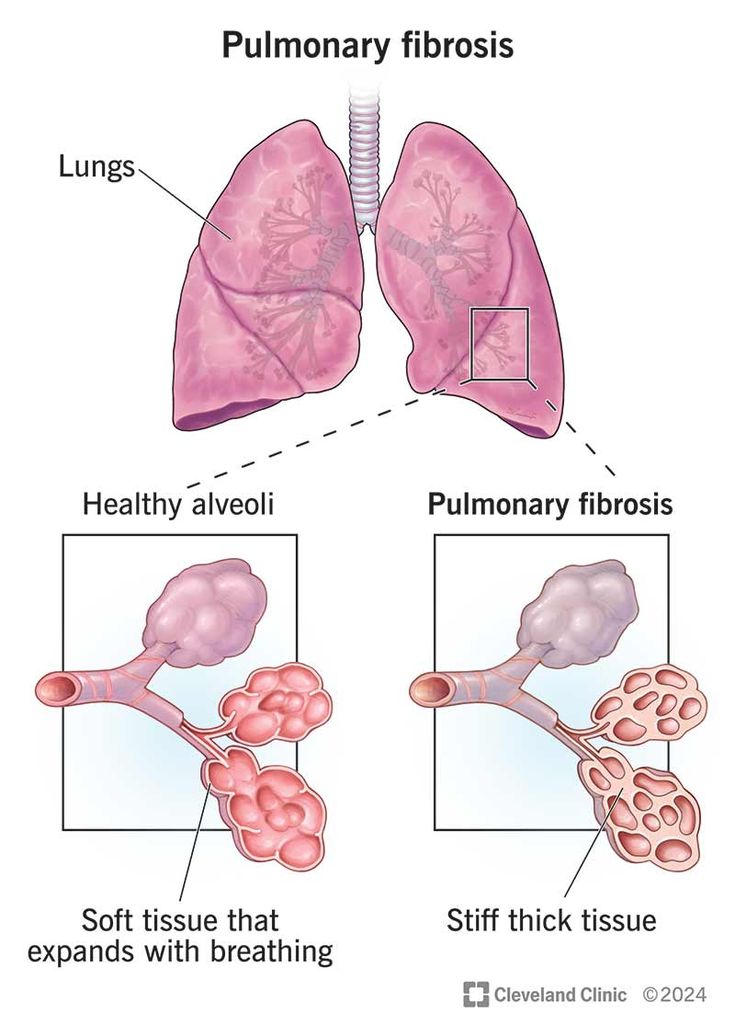 Pulmonary fibrosis
Lungs
Healthy alveoli
Pulmonary fibrosis
Soft tissue that
expands with breathing
Stiff thick tissue
Cleveland Clinic ©2024